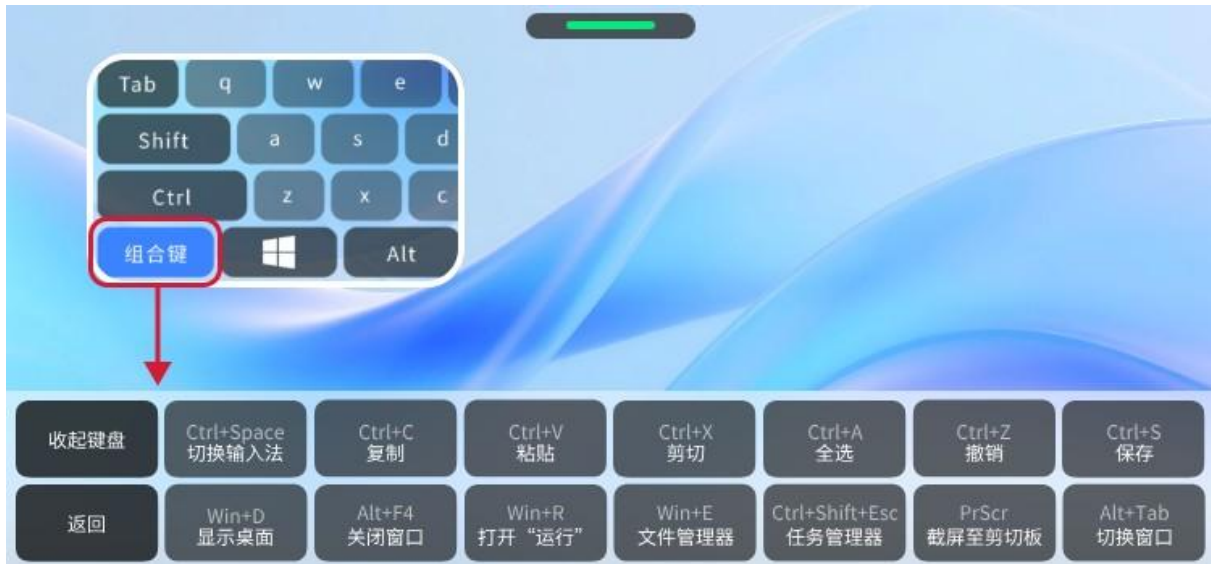 Tab q w e
Shift a s d
Ctrl z x c
组合键 Alt
收起键盘
Ctrl+Space
切换输入法
Ctrl+C
复制
Ctrl+V
粘贴
Ctrl+X
剪切
Ctrl+A
全选
Ctrl+Z
撤销
Ctrl+S
保存
返回
Win+D
显示桌面
Alt+F4
关闭窗口
Win+R
打开“运行”
Win+E
文件管理器
Ctrl+Shift+Esc
任务管理器
PrScr
截屏至剪切板
Alt+Tab
切换窗口